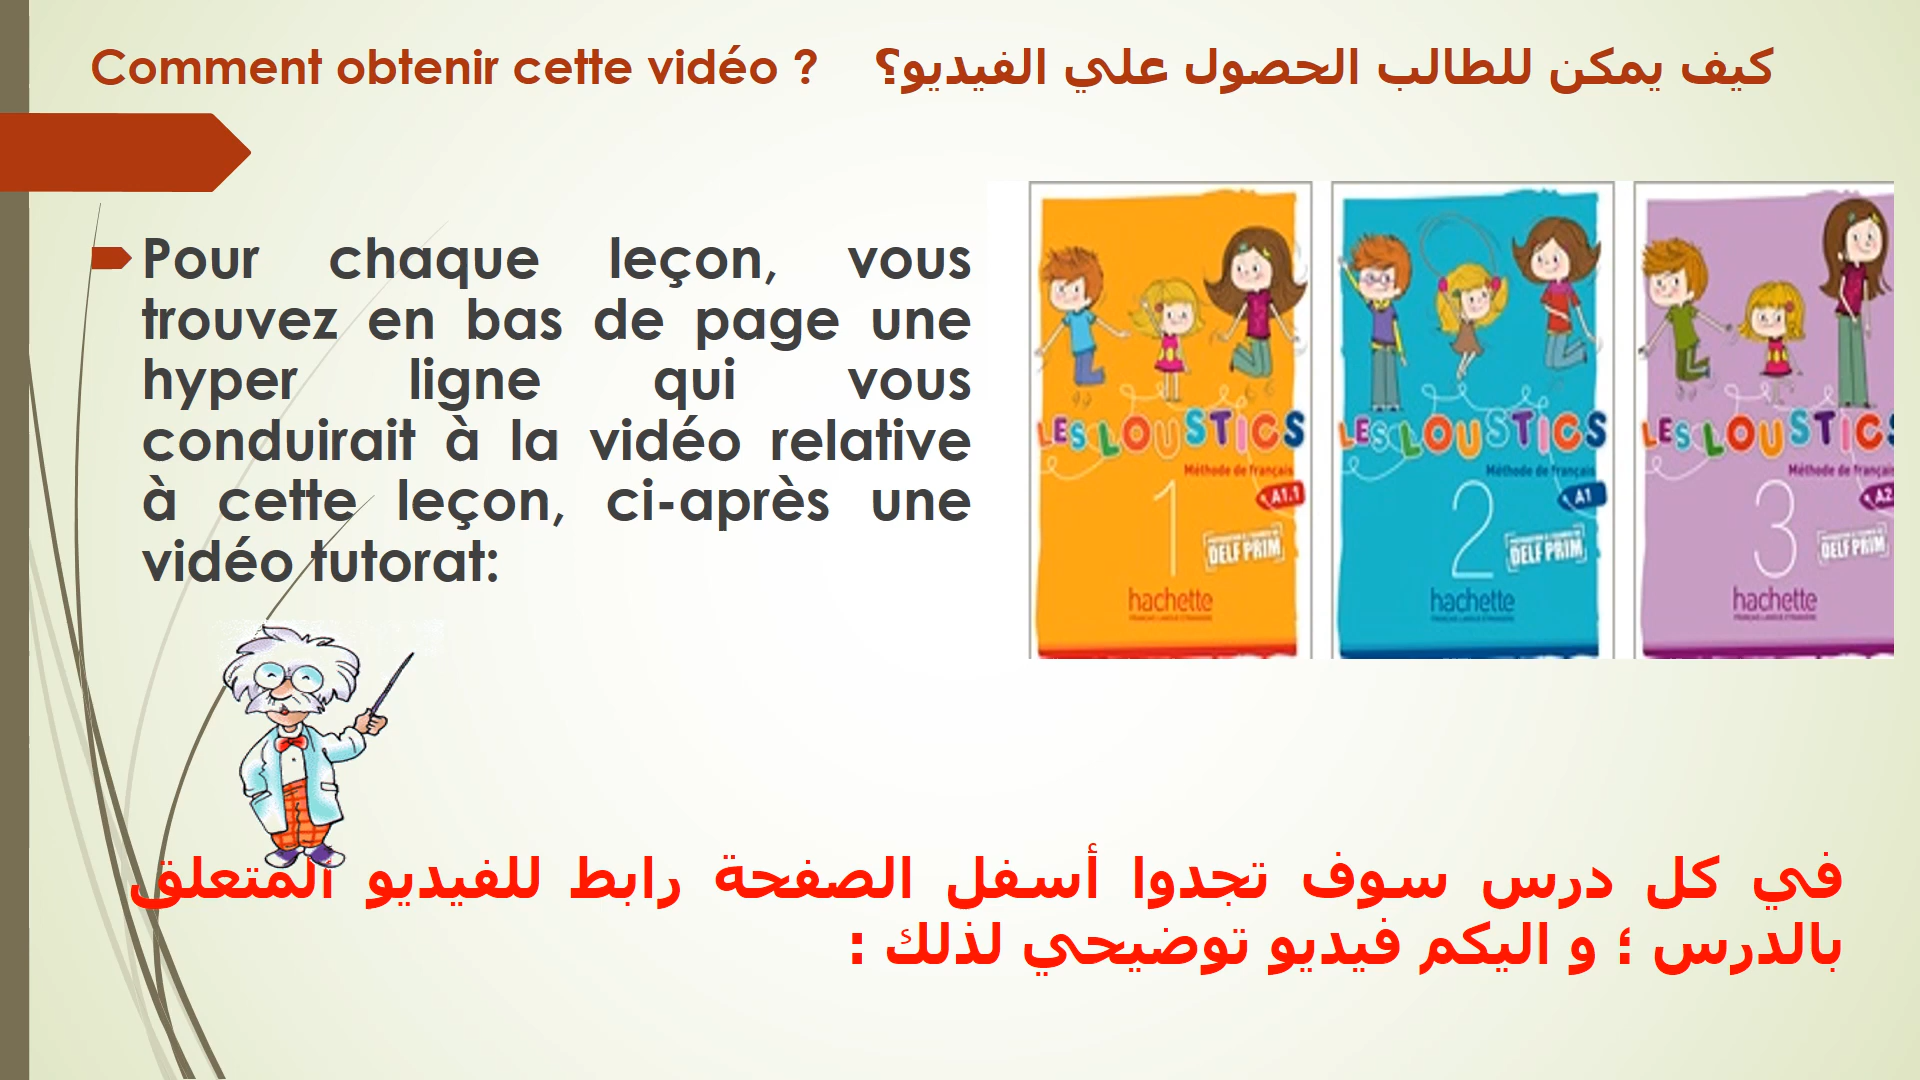 Comment obtenir cette vidéo ? كيف يمكن للطالب الحصول علي الفيديو؟
Pour chaque leçon, vous
trouvez en bas de page une
hyper ligne qui vous
conduirait à la vidéo relative
à cette leçon, ci-après une
vidéo tutorat:
LES LOUSTICS
Méthode de français
A1.1
1
DELF PRIM
hachette
LES LOUSTICS
Méthode de français
A1
2
DELF PRIM
hachette
LES LOUSTICS
Méthode de français
A2
3
DELF PRIM
hachette
في كل درس سوف تجدوا أسفل الصفحة رابط للفيديو المتعلق
بالدرس ؛ و اليكم فيديو توضيحي لذلك :